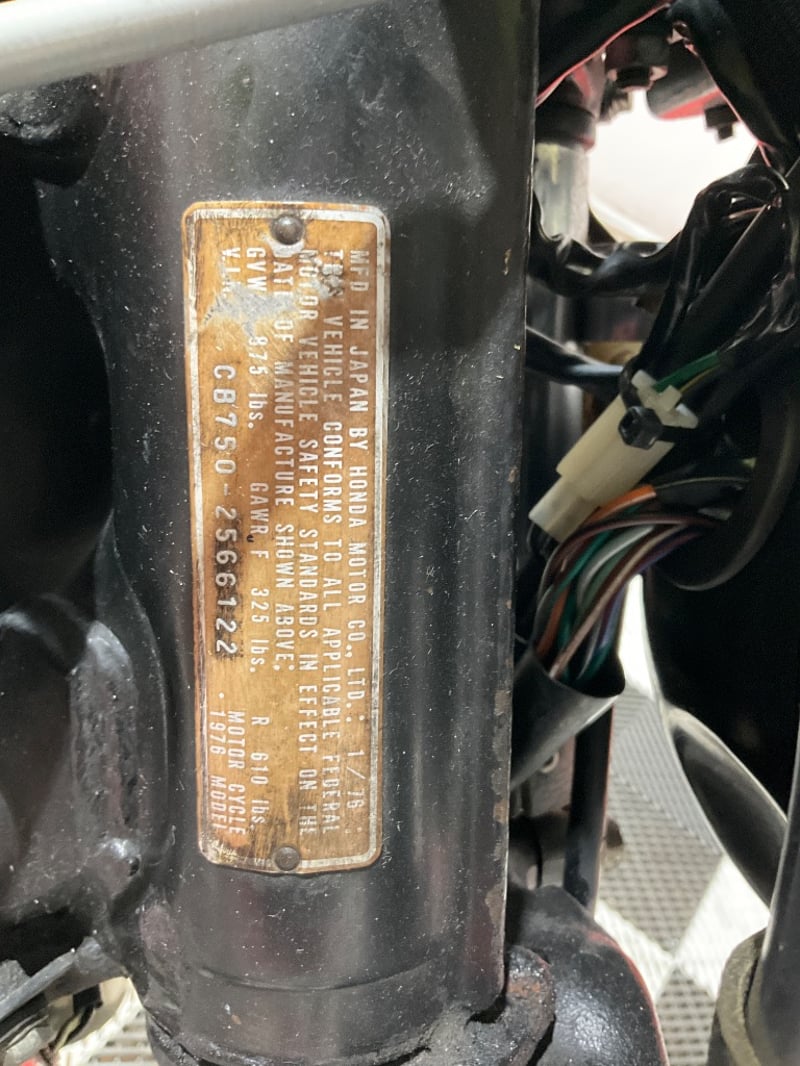 MFD IN JAPAN BY HONDA MOTOR CO., LTD.: 1/76 :
VEHICLE CONFORMS TO ALL APPLICABLE FEDERAL
MOTOR VEHICLE SAFETY STANDARDS IN EFFECT ON THE
DATE OF MANUFACTURE SHOWN ABOVE:
GVW 875 lbs. GAWR, F 325 lbs. R 610 lbs.
V.I. CB750-2566122 · MOTOR CYCLE
1976 MODEL